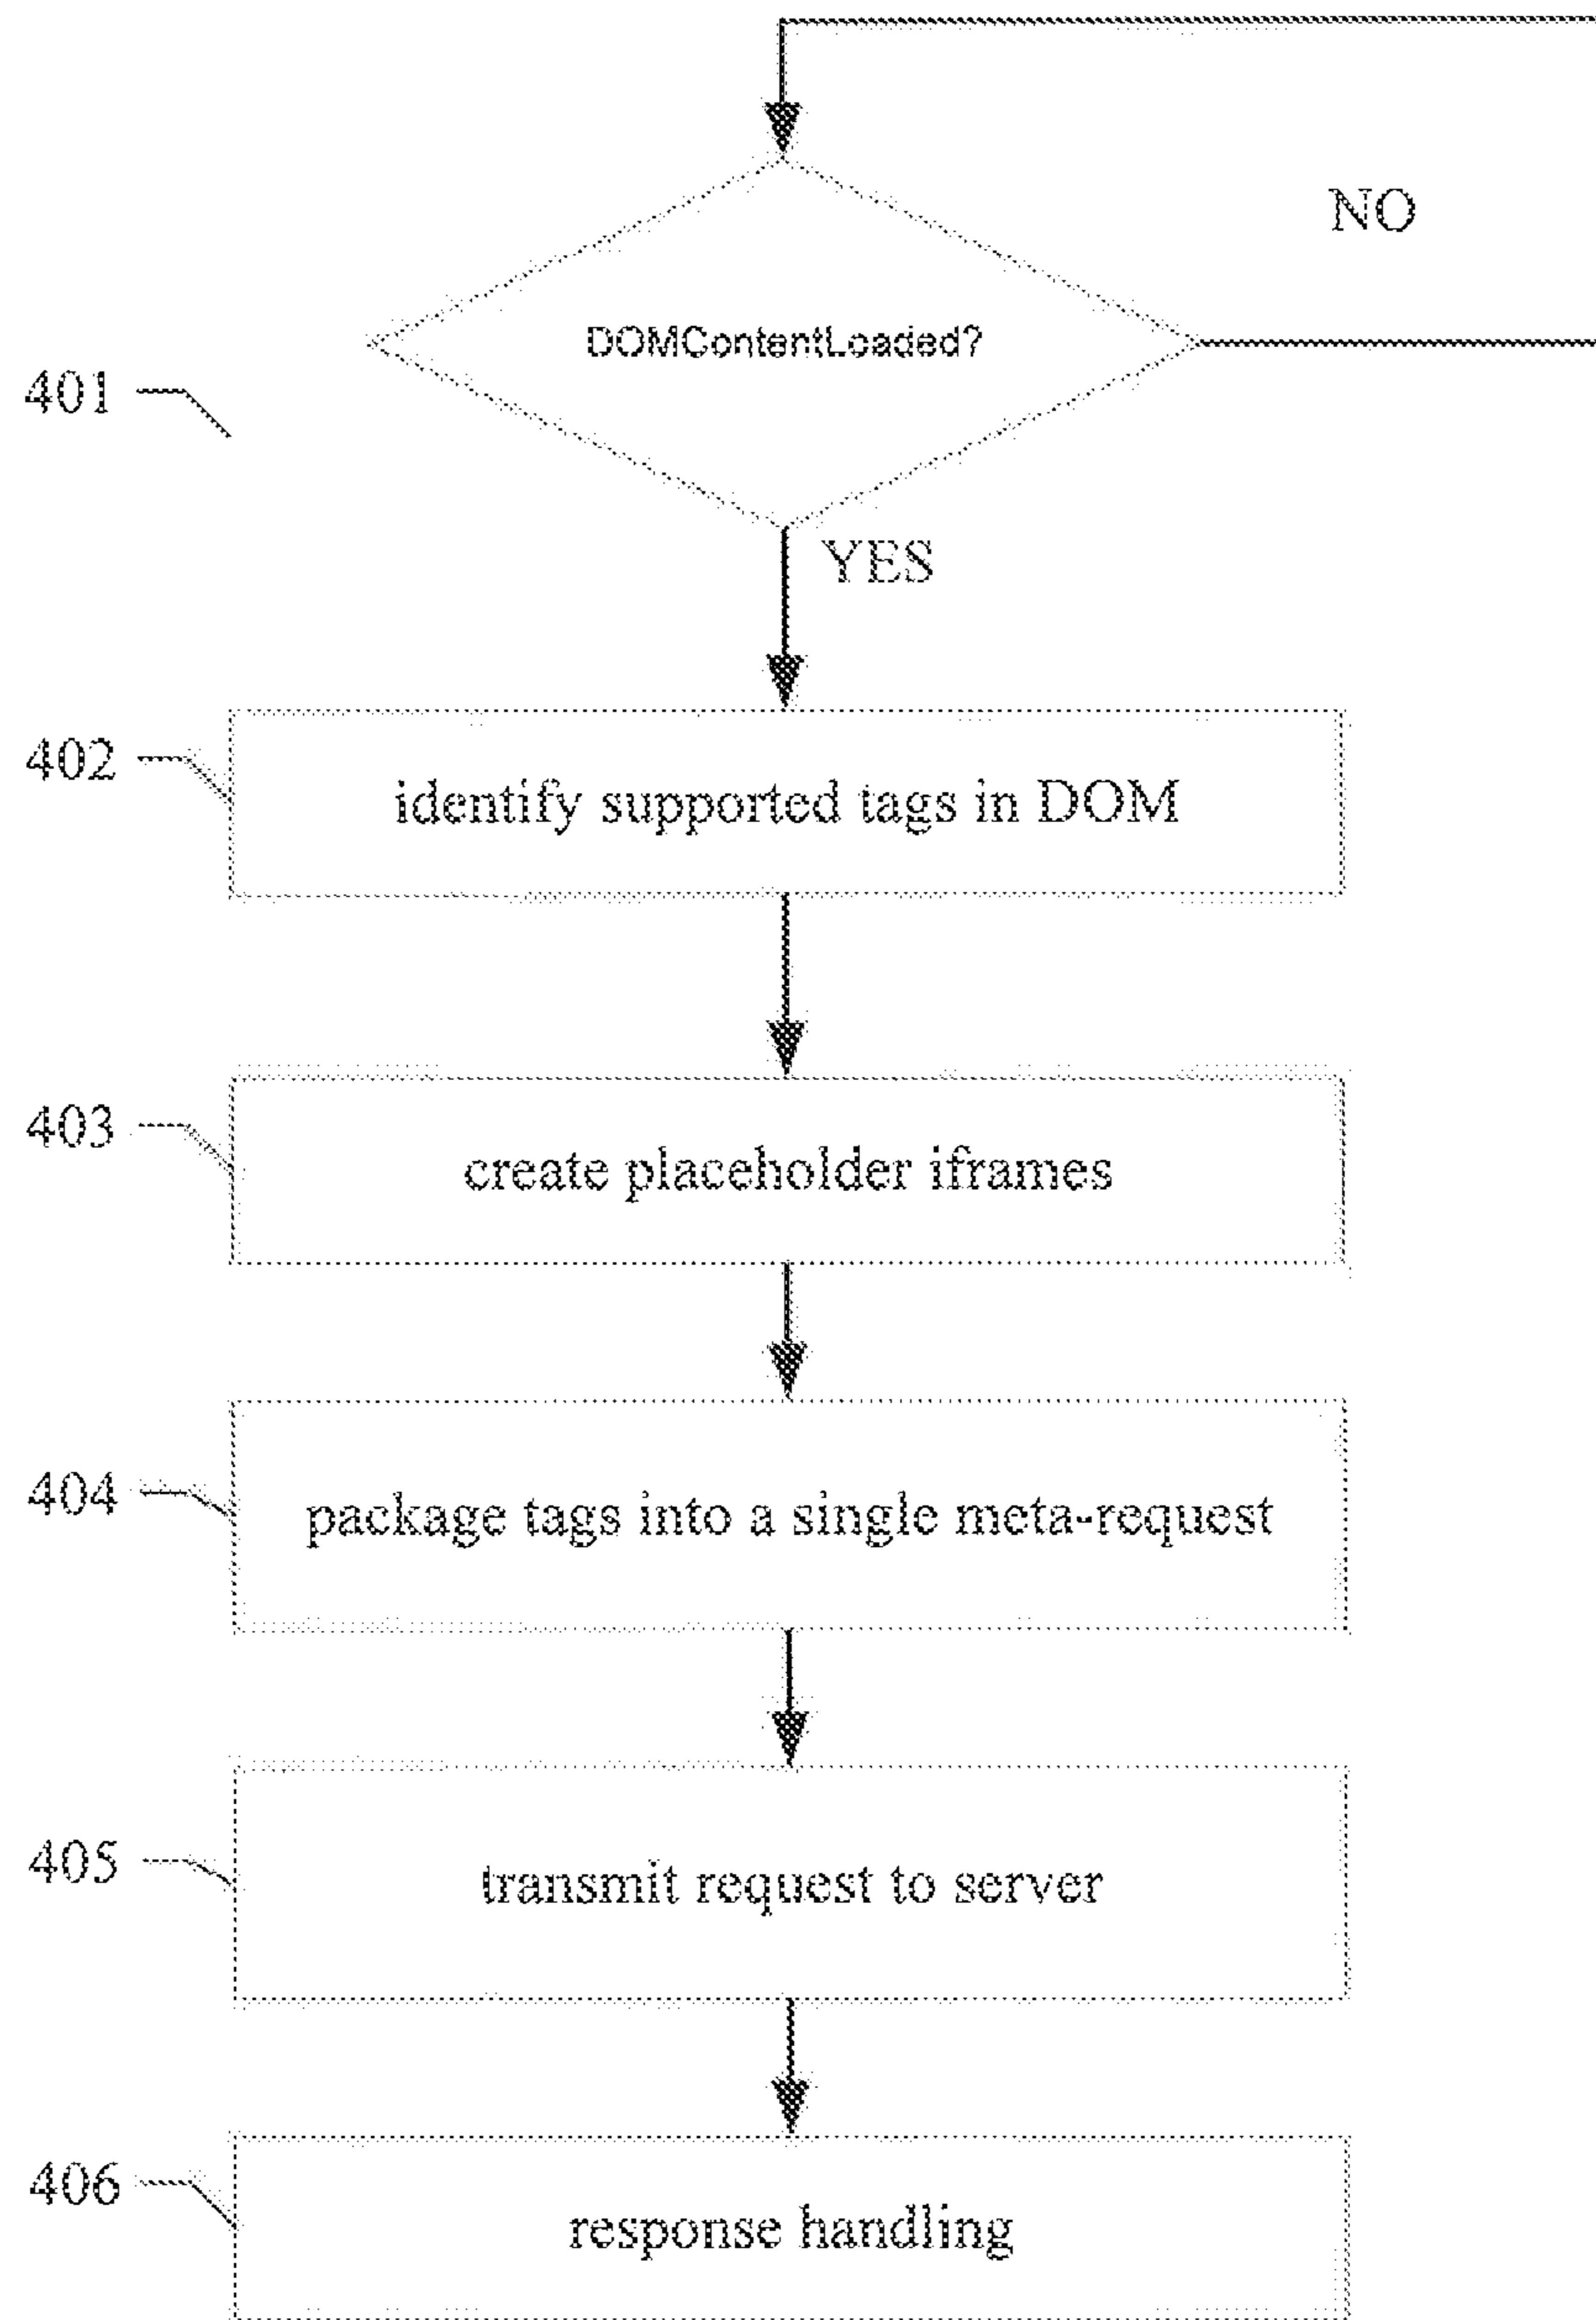 NO
DOMContentLoaded?
401
YES
402
identify supported tags in DOM
403
create placeholder iframes
404
package tags into a single meta-request
405
transmit request to server
406
response handling